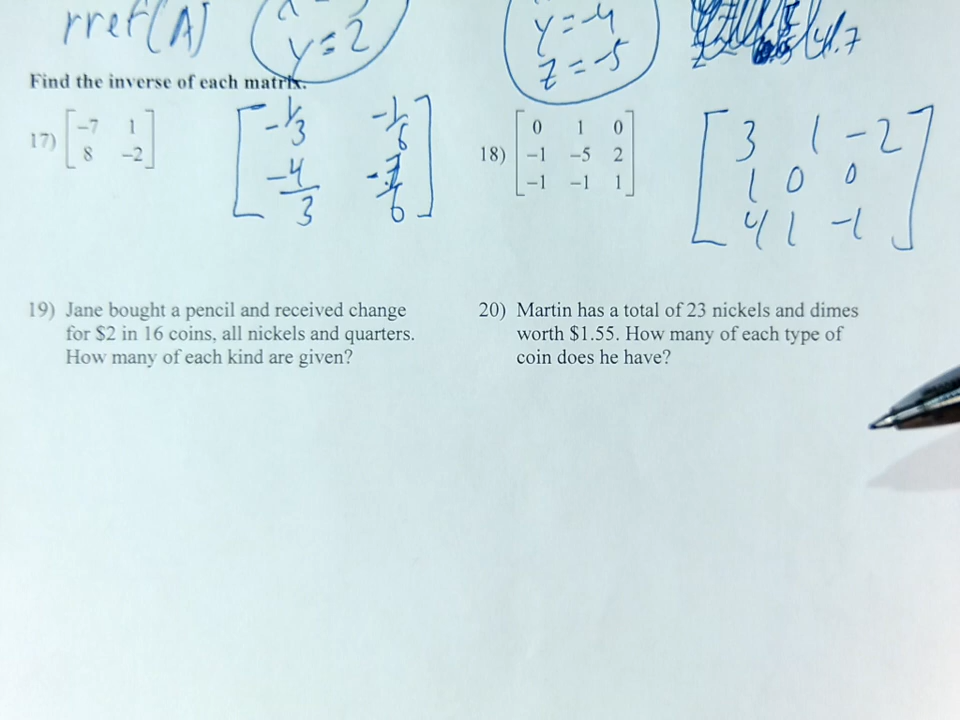 rref(A)
y=2
y=-4
z=-5
Find the inverse of each matrix.
17) [-7 1
8 -2]
[-1/3 -1/6
-4/3 -7/6]
18) [0 1 0
-1 -5 2
-1 -1 1]
[3 1 -2
1 0 0
4 1 -1]
19) Jane bought a pencil and received change
for $2 in 16 coins, all nickels and quarters.
How many of each kind are given?
20) Martin has a total of 23 nickels and dimes
worth $1.55. How many of each type of
coin does he have?